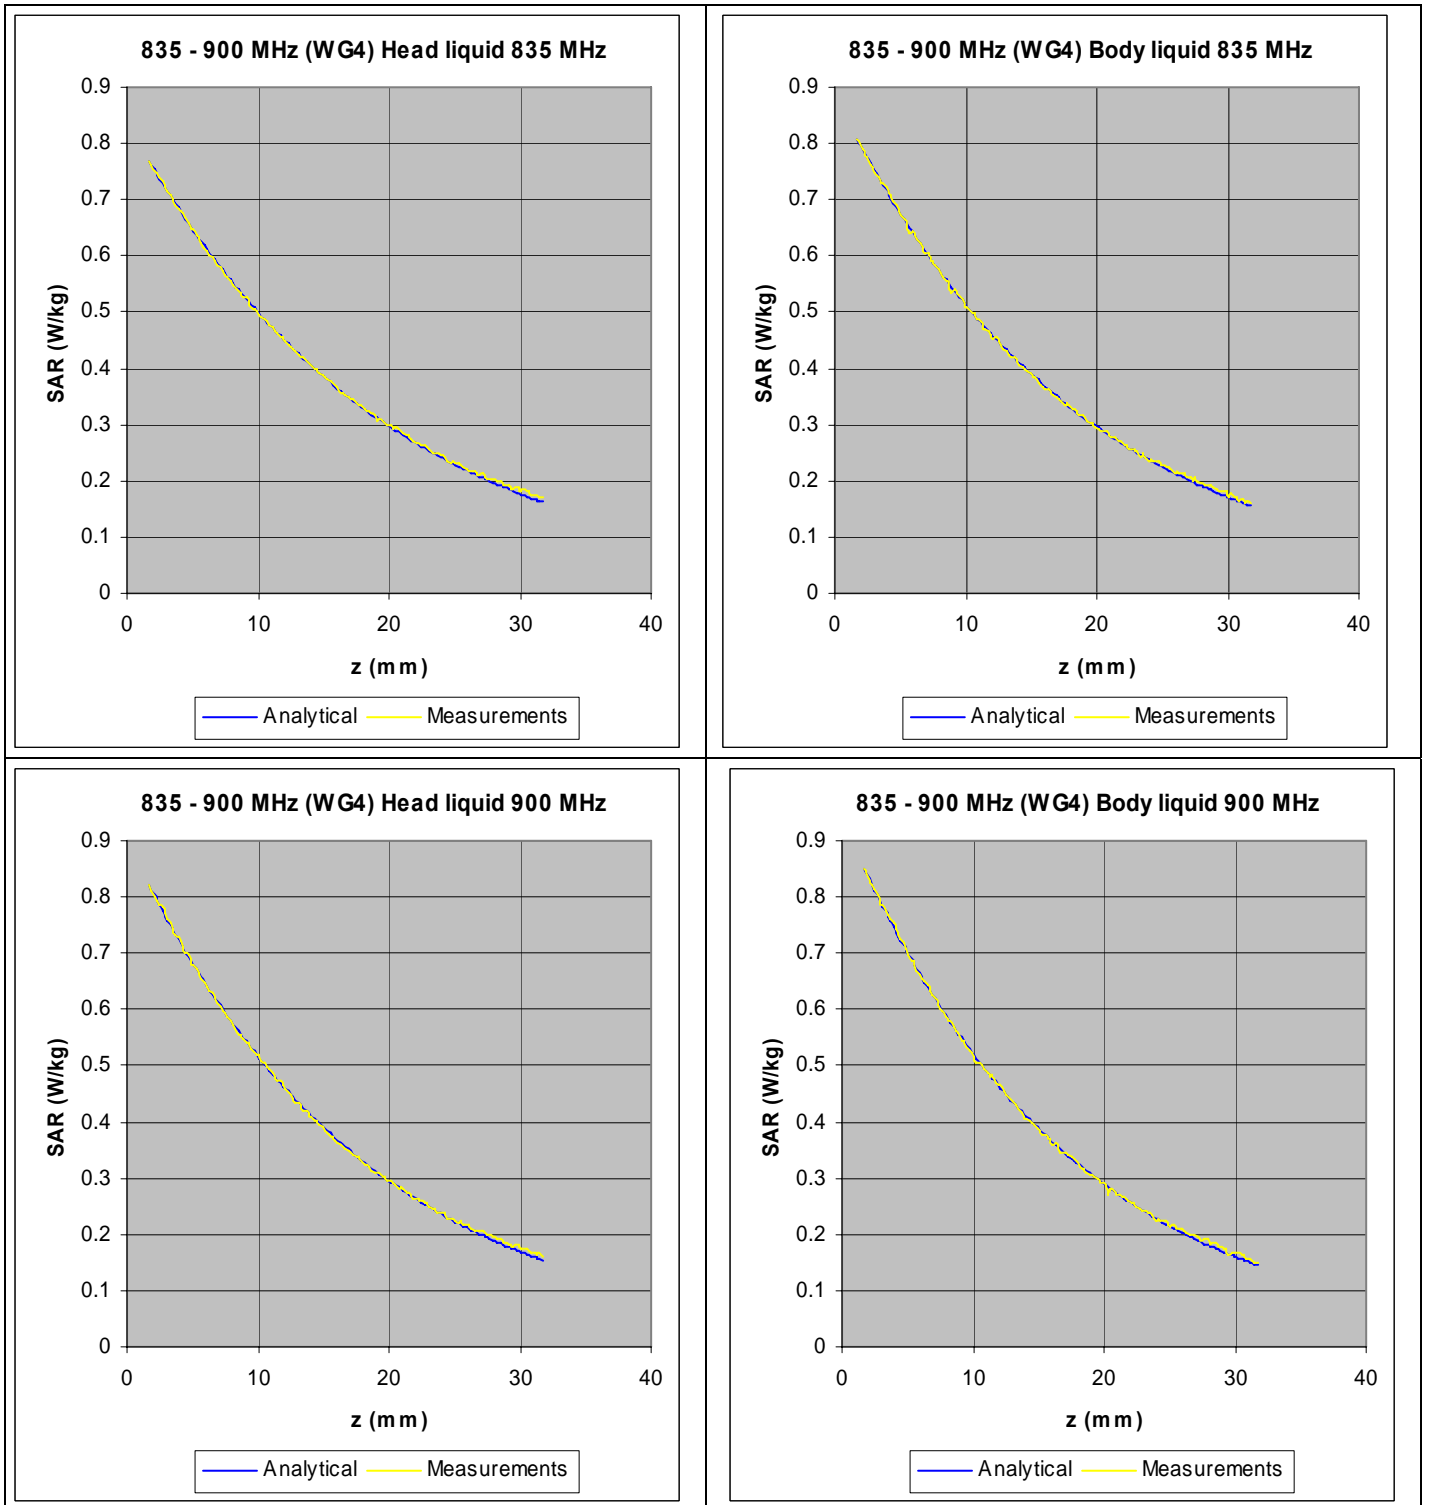 835 - 900 MHz (WG4) Head liquid 835 MHz
0.9
0.8
0.7
0.6
0.5
0.4
0.3
0.2
0.1
0
SAR (W/kg)
0 10 20 30 40
z (mm)
Analytical Measurements
835 - 900 MHz (WG4) Body liquid 835 MHz
0.9
0.8
0.7
0.6
0.5
0.4
0.3
0.2
0.1
0
SAR (W/kg)
0 10 20 30 40
z (mm)
Analytical Measurements
835 - 900 MHz (WG4) Head liquid 900 MHz
0.9
0.8
0.7
0.6
0.5
0.4
0.3
0.2
0.1
0
SAR (W/kg)
0 10 20 30 40
z (mm)
Analytical Measurements
835 - 900 MHz (WG4) Body liquid 900 MHz
0.9
0.8
0.7
0.6
0.5
0.4
0.3
0.2
0.1
0
SAR (W/kg)
0 10 20 30 40
z (mm)
Analytical Measurements